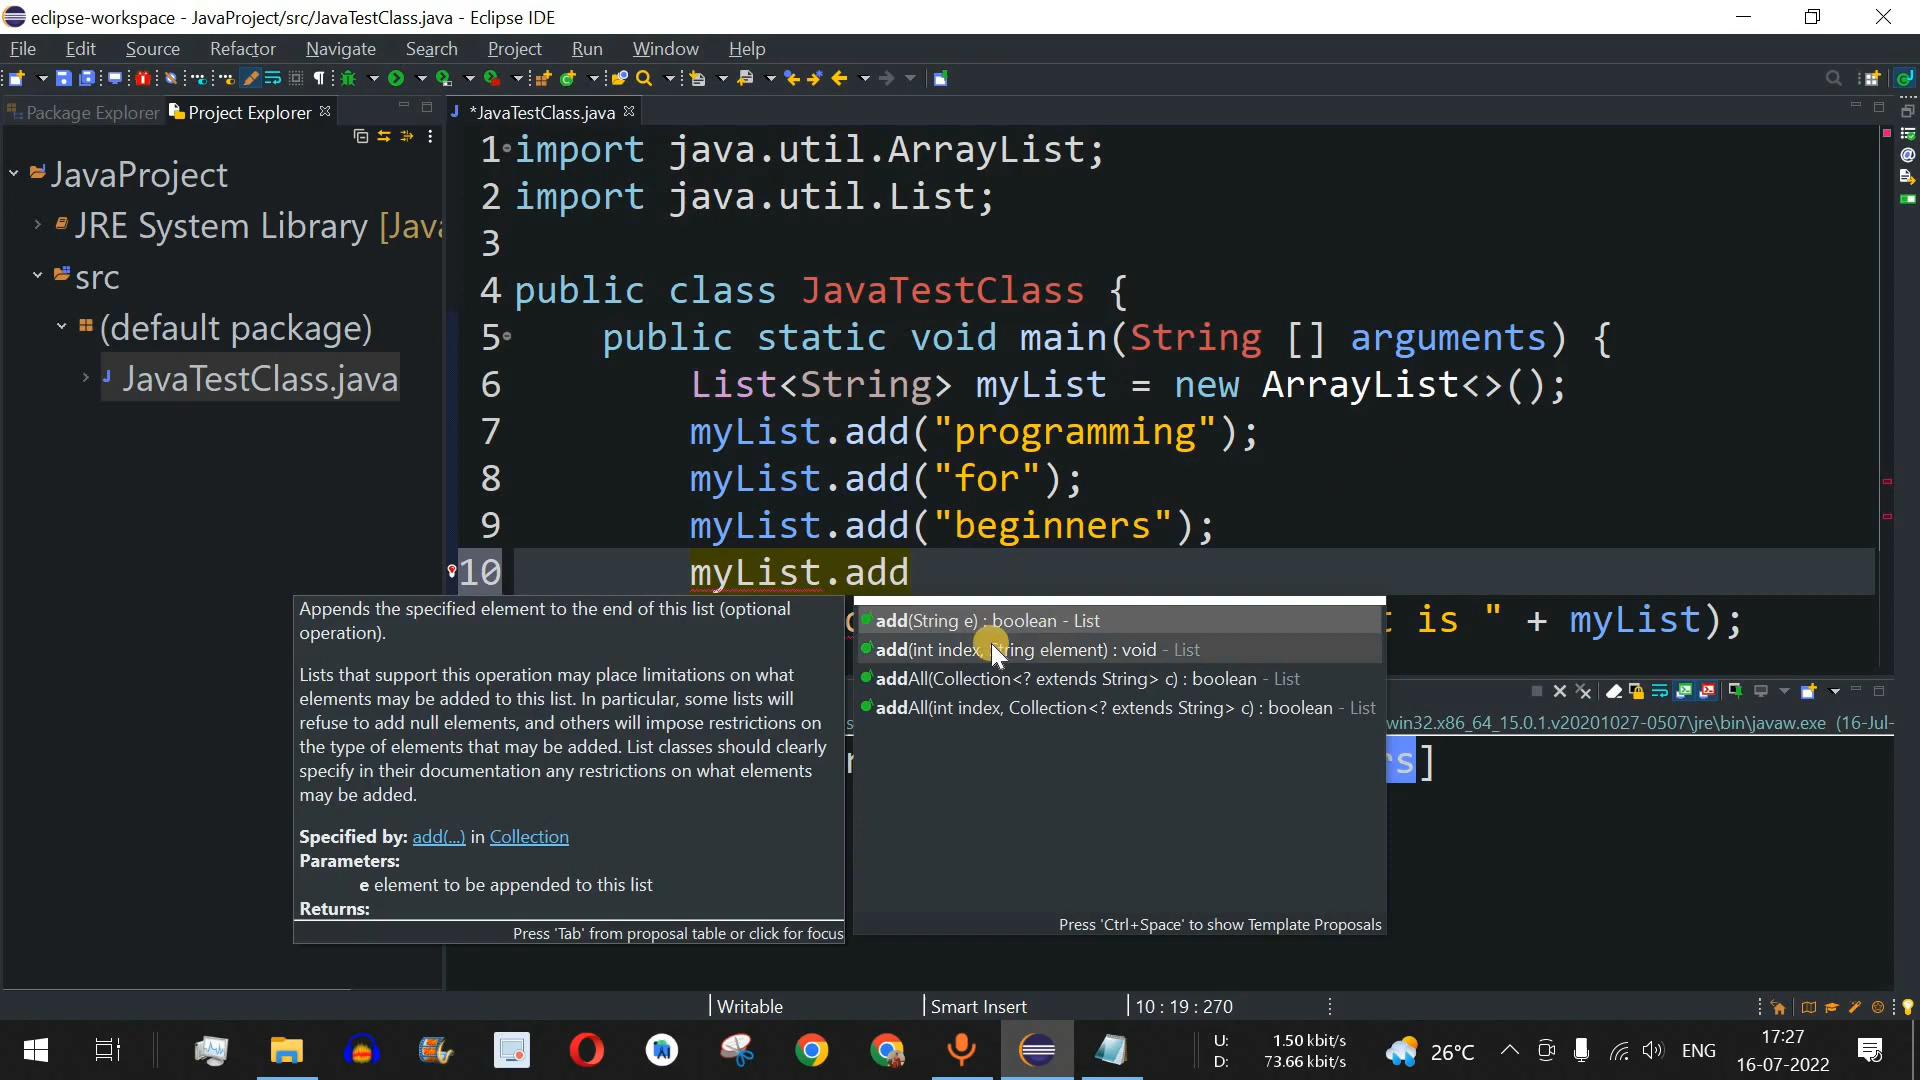 eclipse-workspace - JavaProject/src/JavaTestClass.java - Eclipse IDE
File Edit Source Refactor Navigate Search Project Run Window Help
Package Explorer Project Explorer *JavaTestClass.java
JavaProject
JRE System Library [Java
src
(default package)
JavaTestClass.java
1 import java.util.ArrayList;
2 import java.util.List;
3
4 public class JavaTestClass {
5 public static void main(String [] arguments) {
6 List<String> myList = new ArrayList<>();
7 myList.add("programming");
8 myList.add("for");
9 myList.add("beginners");
10 myList.add
is " + myList);
Appends the specified element to the end of this list (optional
operation).
Lists that support this operation may place limitations on what
elements may be added to this list. In particular, some lists will
refuse to add null elements, and others will impose restrictions on
the type of elements that may be added. List classes should clearly
specify in their documentation any restrictions on what elements
may be added.
Specified by: add(...) in Collection
Parameters:
e element to be appended to this list
Returns:
Press 'Tab' from proposal table or click for focus
add(String e) : boolean - List
add(int index, String element) : void - List
addAll(Collection<? extends String> c) : boolean - List
addAll(int index, Collection<? extends String> c) : boolean - List
Press 'Ctrl+Space' to show Template Proposals
win32.x86_64_15.0.1.v20201027-0507\jre\bin\javaw.exe (16-Jul-
rs]
Writable Smart Insert 10 : 19 : 270
U: 1.50 kbit/s
D: 73.66 kbit/s
26°C
ENG
17:27
16-07-2022